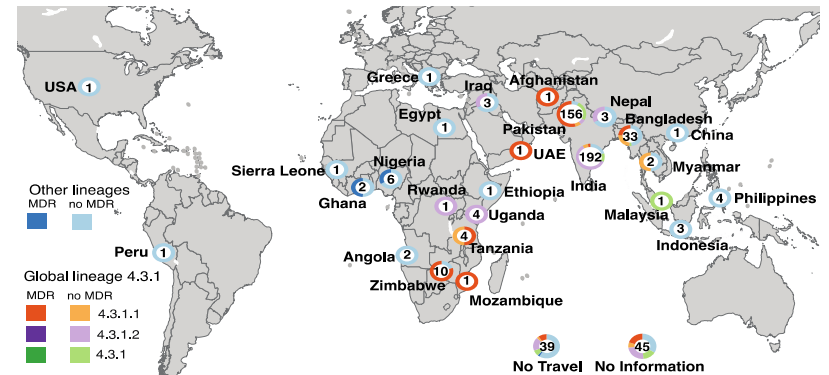 USA 1
Greece 1
Iraq 3
Afghanistan 1
Pakistan 156
Nepal 3
Bangladesh 33
China 1
Egypt 1
UAE 1
India 192
Myanmar 2
Sierra Leone 1
Nigeria 6
Ghana 2
Rwanda 1
Ethiopia 1
Uganda 4
Malaysia 1
Philippines 4
Indonesia 3
Tanzania 4
Angola 2
Zimbabwe 10
Mozambique 1
Peru 1
Other lineages
MDR no MDR
Global lineage 4.3.1
MDR no MDR
4.3.1.1
4.3.1.2
4.3.1
39 45
No Travel No Information